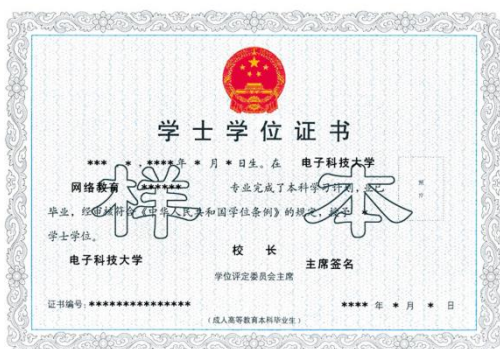 学士学位证书
***  *，****年 * 月 * 日生。在 电子科技大学
网络教育 ****** 专业完成了本科学习计划，业已
毕业，经审核符合《中华人民共和国学位条例》的规定，授予 *
学士学位。
样本
照片
电子科技大学 校 长 主席签名
学位评定委员会主席
证书编号：*************** **** 年 * 月 * 日
（成人高等教育本科毕业生）